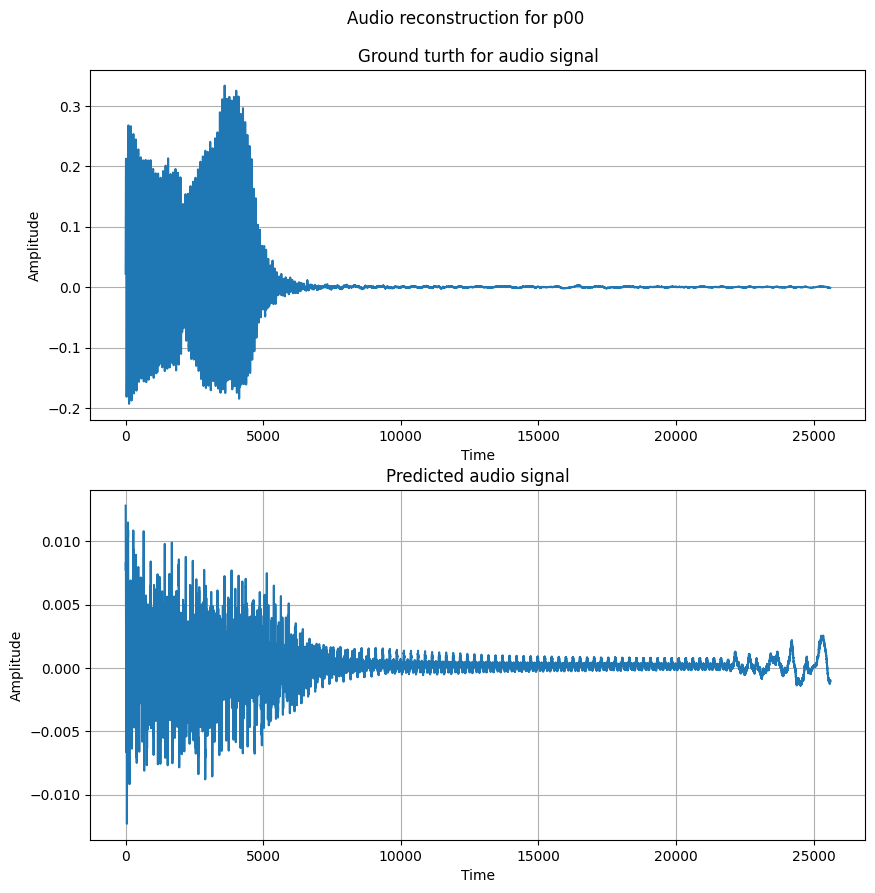 Audio reconstruction for p00
Ground turth for audio signal
0.3
0.2
0.1
0.0
−0.1
−0.2
Amplitude
0 5000 10000 15000 20000 25000
Time
Predicted audio signal
0.010
0.005
0.000
−0.005
−0.010
Amplitude
0 5000 10000 15000 20000 25000
Time